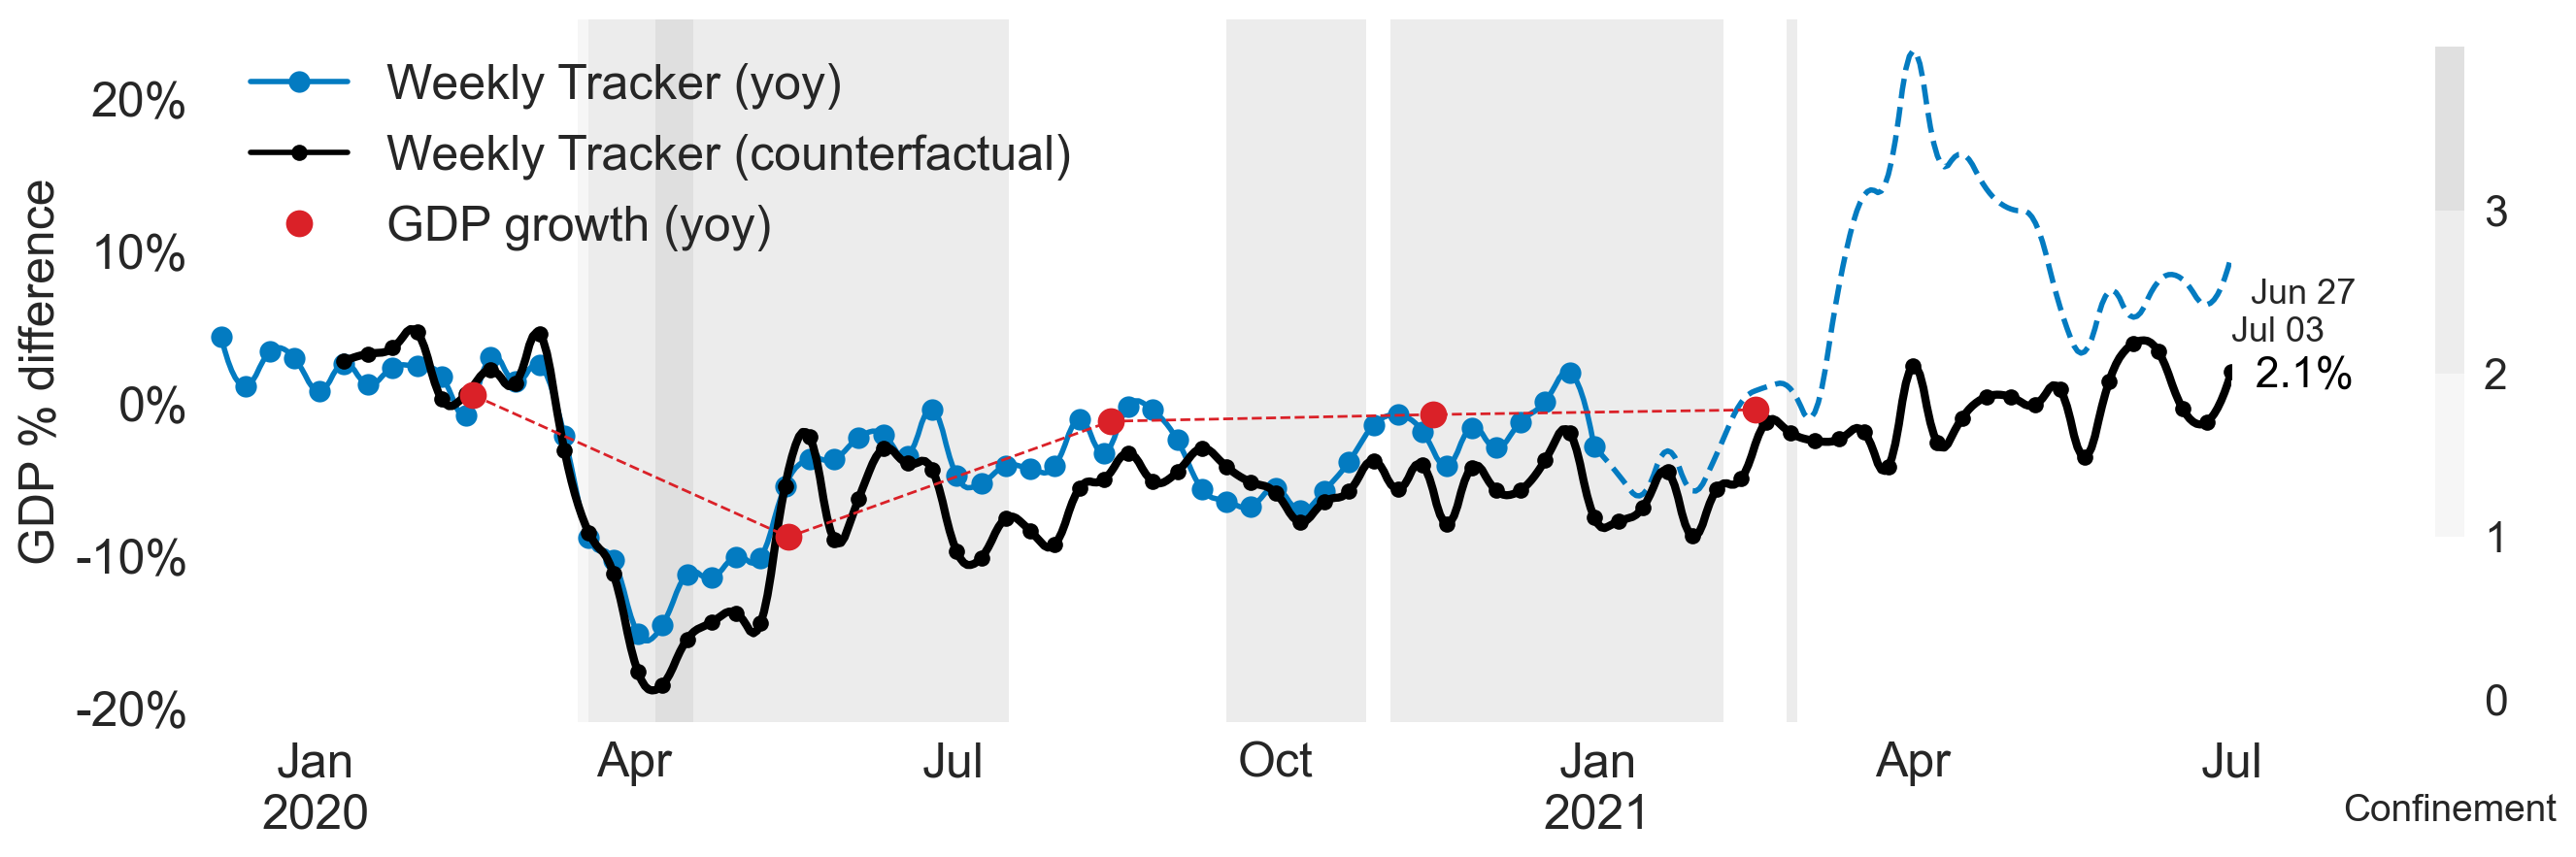 Weekly Tracker (yoy)
Weekly Tracker (counterfactual)
GDP growth (yoy)
GDP % difference
20%
10%
0%
-10%
-20%
Jan
2020
Apr
Jul
Oct
Jan
2021
Apr
Jul
Jun 27
Jul 03
2.1%
3
2
1
0
Confinement